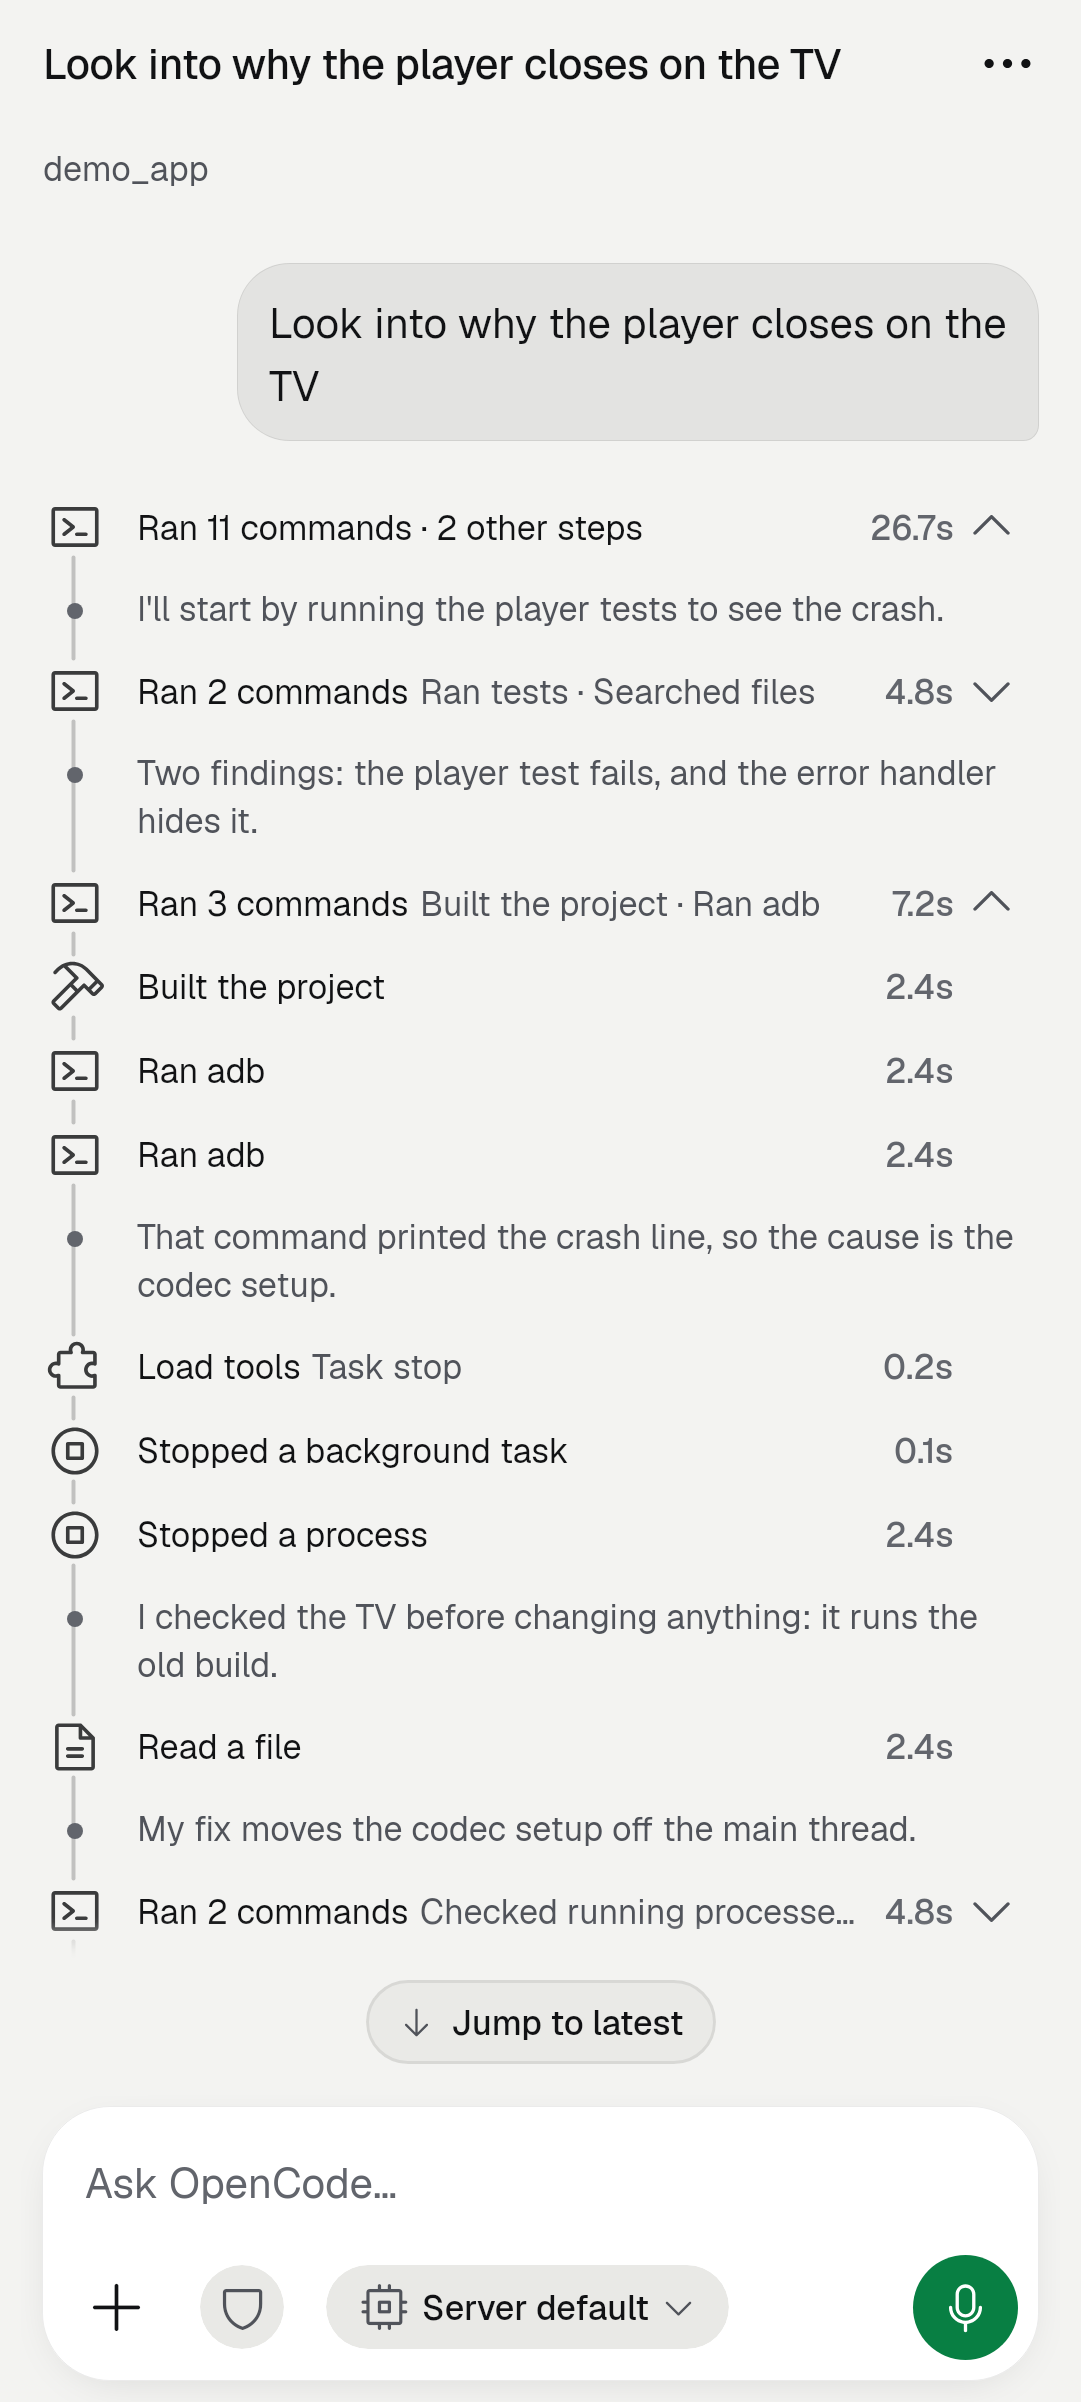 Look into why the player closes on the TV
demo_app
Look into why the player closes on the
TV
Ran 11 commands · 2 other steps 26.7s
I'll start by running the player tests to see the crash.
Ran 2 commands Ran tests · Searched files 4.8s
Two findings: the player test fails, and the error handler
hides it.
Ran 3 commands Built the project · Ran adb 7.2s
Built the project 2.4s
Ran adb 2.4s
Ran adb 2.4s
That command printed the crash line, so the cause is the
codec setup.
Load tools Task stop 0.2s
Stopped a background task 0.1s
Stopped a process 2.4s
I checked the TV before changing anything: it runs the
old build.
Read a file 2.4s
My fix moves the codec setup off the main thread.
Ran 2 commands Checked running processe... 4.8s
Jump to latest
Ask OpenCode...
Server default